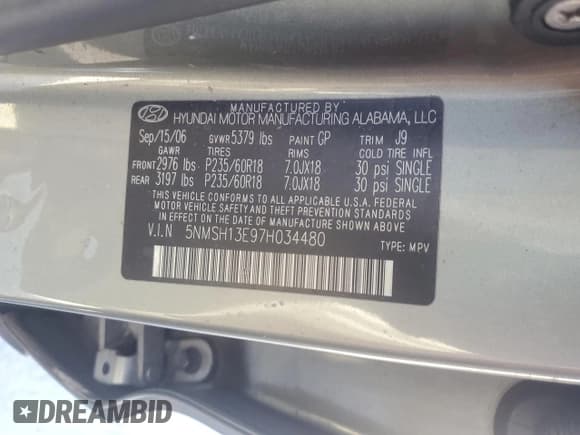 MANUFACTURED BY
HYUNDAI MOTOR MANUFACTURING ALABAMA, LLC
Sep/15/06 GVWR 5379 lbs PAINT GP TRIM J9
GAWR TIRES RIMS COLD TIRE INFL
FRONT 2976 lbs P235/60R18 7.0JX18 30 psi SINGLE
REAR 3197 lbs P235/60R18 7.0JX18 30 psi SINGLE
THIS VEHICLE CONFORMS TO ALL APPLICABLE U.S.A. FEDERAL
MOTOR VEHICLE SAFETY AND THEFT PREVENTION STANDARDS
IN EFFECT ON THE DATE OF MANUFACTURE SHOWN ABOVE
V.I.N 5NMSH13E97H034480
TYPE: MPV
DREAMBID